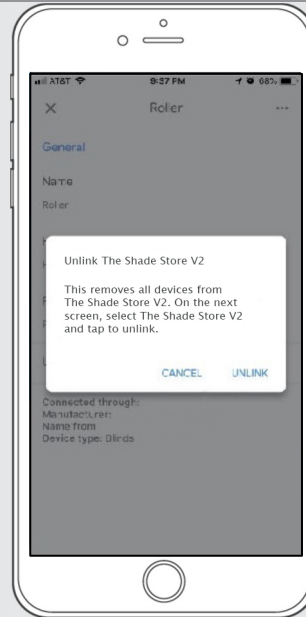 AT&T 9:37 PM 68%
Roller
General
Name
Roller
Unlink The Shade Store V2
This removes all devices from
The Shade Store V2. On the next
screen, select The Shade Store V2
and tap to unlink.
CANCEL UNLINK
Connected through:
Manufacturer:
Name from
Device type: Blinds